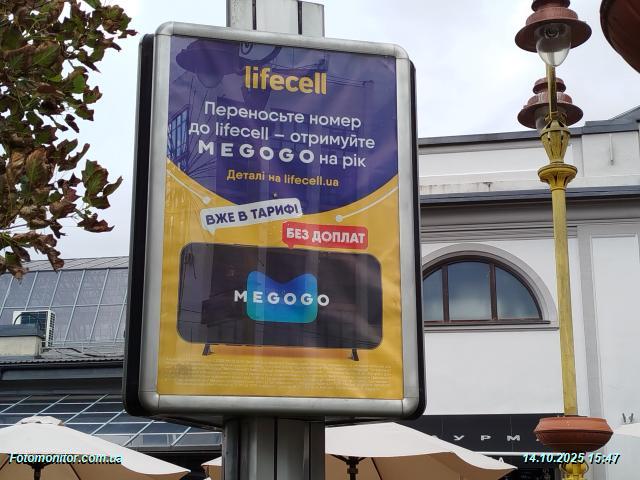 lifecell
Переносьте номер
до lifecell – отримуйте
MEGOGO на рік
Деталі на lifecell.ua
ВЖЕ В ТАРИФІ
БЕЗ ДОПЛАТ
MEGOGO
УРМ
Fotomonitor.com.ua
14.10.2025 15:47